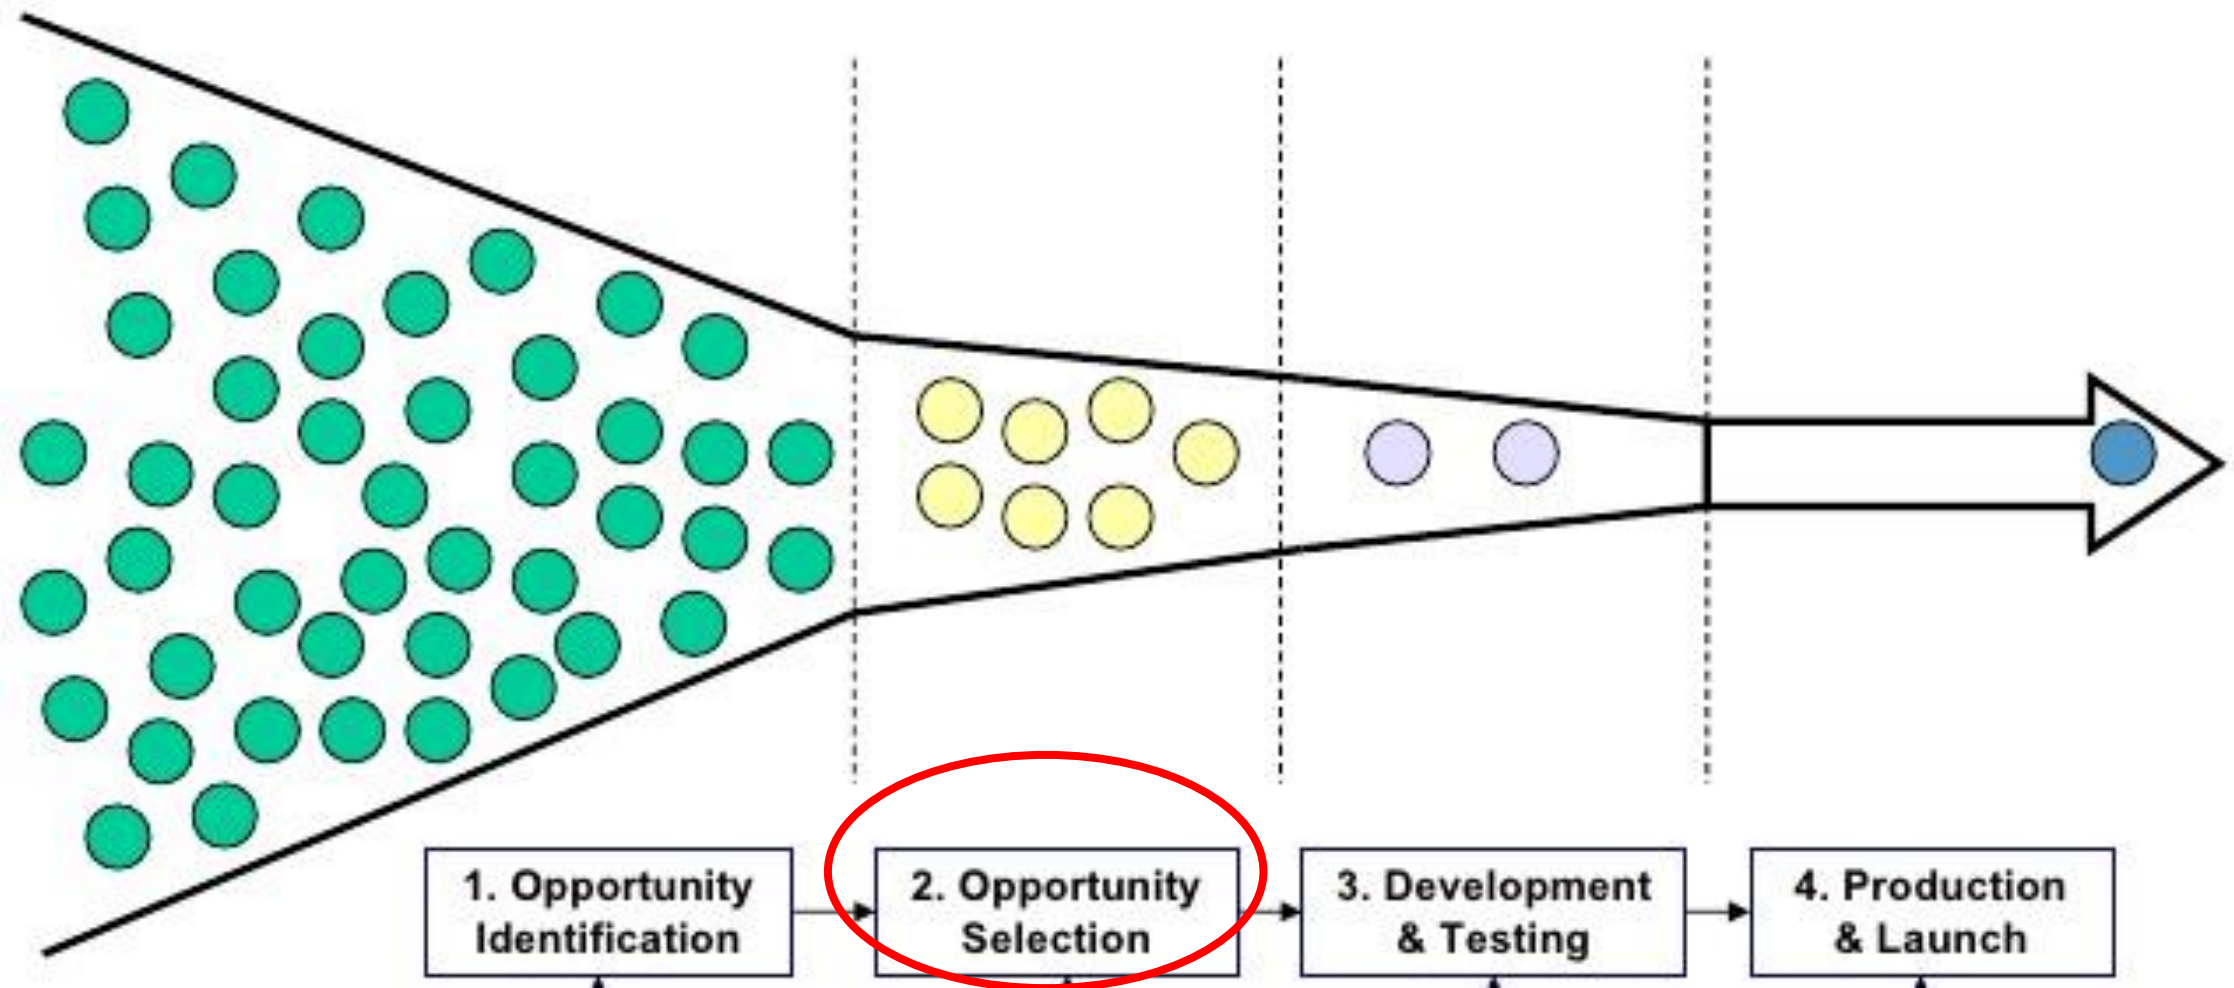 1. Opportunity
Identification
2. Opportunity
Selection
3. Development
& Testing
4. Production
& Launch